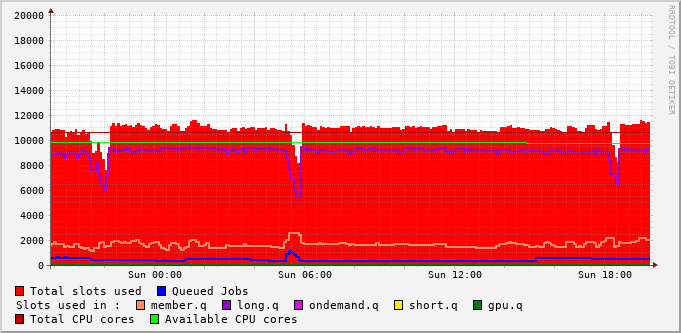 20000
18000
16000
14000
12000
10000
8000
6000
4000
2000
0
Sun 00:00 Sun 06:00 Sun 12:00 Sun 18:00
Total slots used Queued Jobs
Slots used in : member.q long.q ondemand.q short.q gpu.q
Total CPU cores Available CPU cores
RRDTOOL / TOBI OETIKER